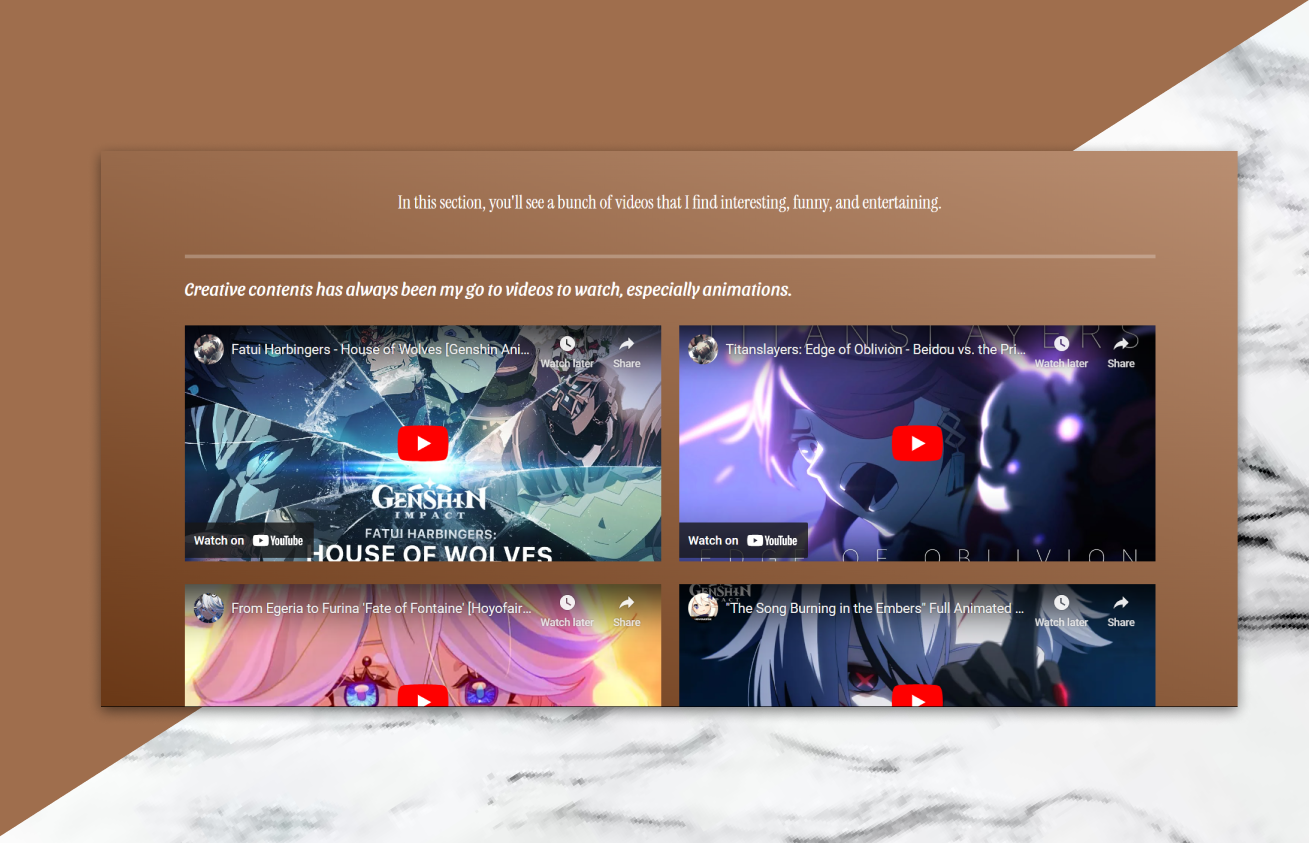 In this section, you'll see a bunch of videos that I find interesting, funny, and entertaining.
Creative contents has always been my go to videos to watch, especially animations.
Fatui Harbingers - House of Wolves [Genshin Ani...
Watch later
Share
GENSHIN
IMPACT
FATUI HARBINGERS:
HOUSE OF WOLVES
Watch on YouTube
TITANSLAYERS
Titanslayers: Edge of Oblivion - Beidou vs. the Pri...
Watch later
Share
EDGE OF OBLIVION
Watch on YouTube
From Egeria to Furina 'Fate of Fontaine' [Hoyofair...
Watch later
Share
GENSHIN
IMPACT
"The Song Burning in the Embers" Full Animated ...
Watch later
Share